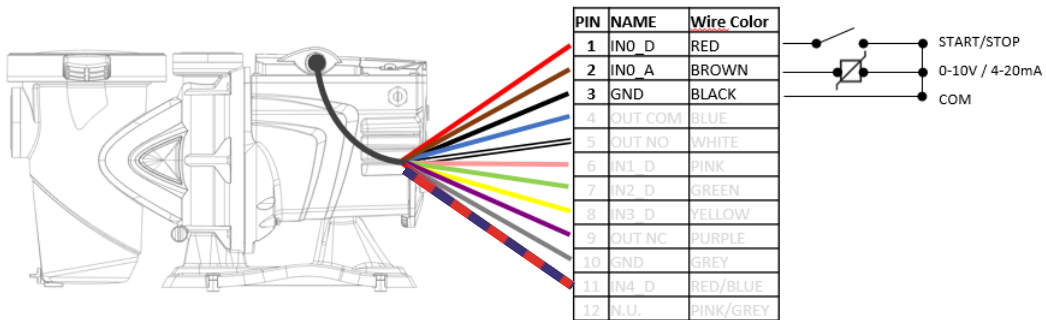 PIN NAME Wire Color
1 IN0_D RED START/STOP
2 IN0_A BROWN 0-10V / 4-20mA
3 GND BLACK COM
4 OUT COM BLUE
5 OUT NO WHITE
6 IN1_D PINK
7 IN2_D GREEN
8 IN3_D YELLOW
9 OUT NC PURPLE
10 GND GREY
11 IN4_D RED/BLUE
12 N.U. PINK/GREY